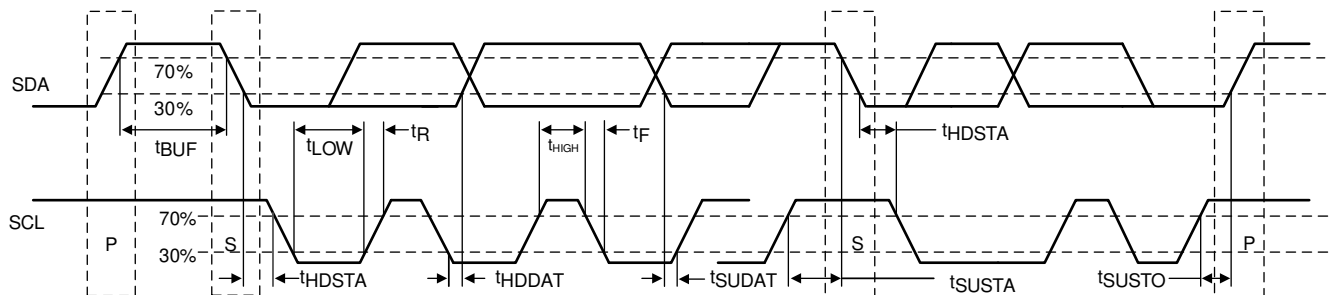 SDA
70%
30%
tBUF
tLOW
tR
tHIGH
tF
tHDSTA
SCL
70%
30%
P
S
S
P
tHDSTA
tHDDAT
tSUDAT
tSUSTA
tSUSTO